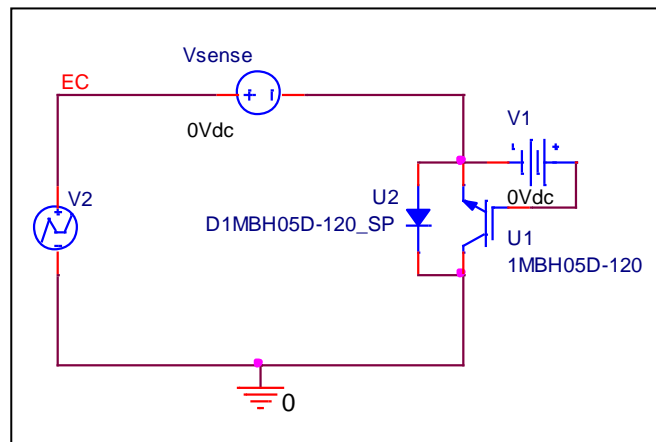 Vsense
EC
0Vdc
V1
V2
0Vdc
U2
D1MBH05D-120_SP
U1
1MBH05D-120
0